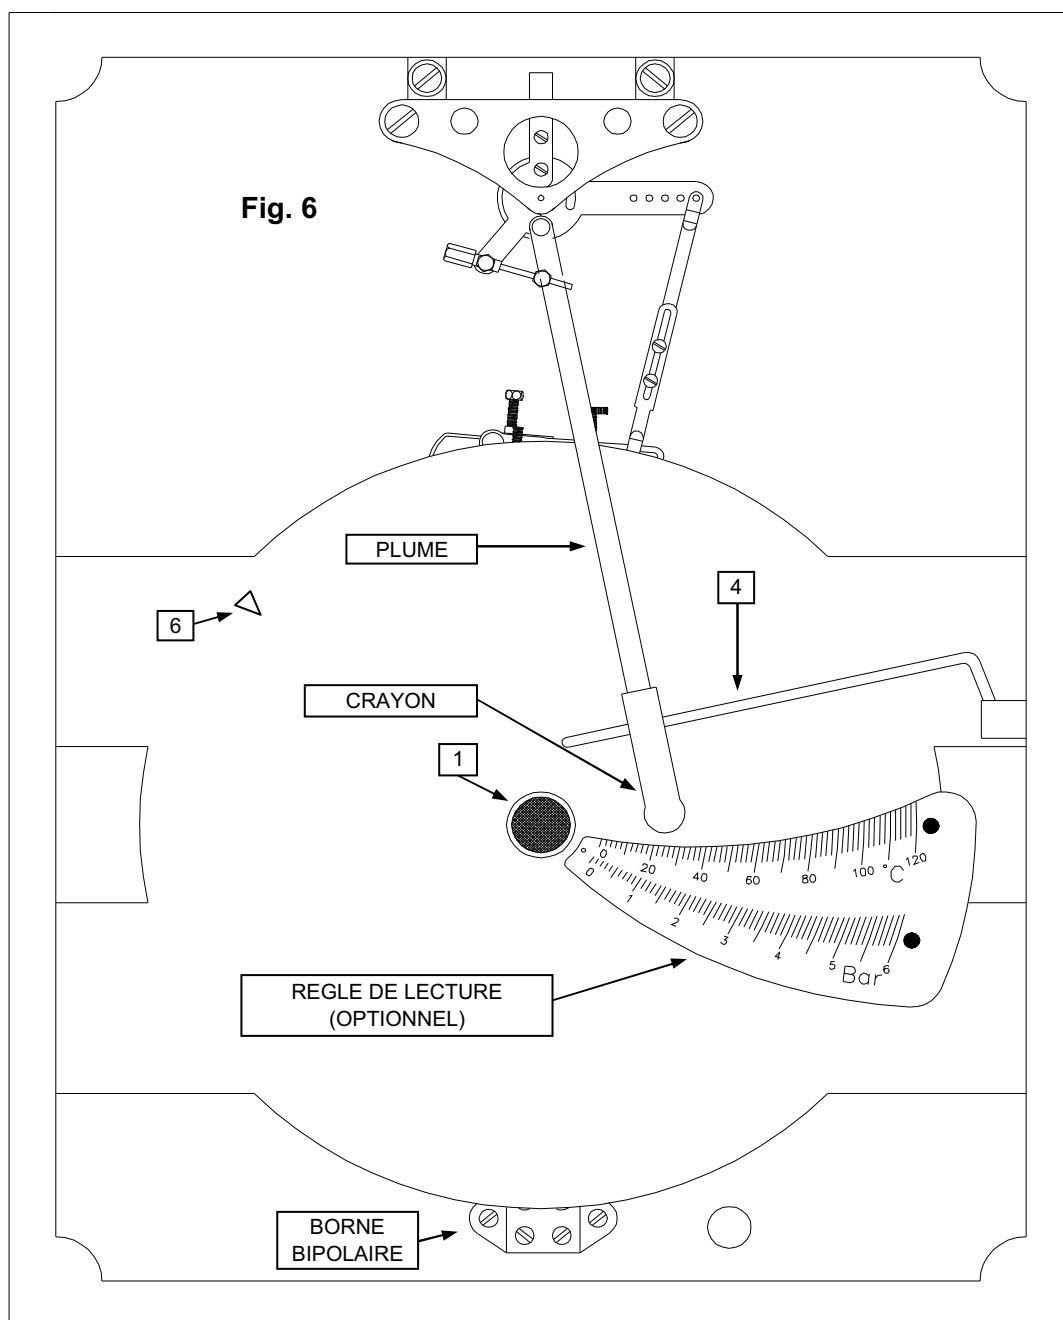 Fig. 6
PLUME
4
6
CRAYON
1
0 20 40 60 80 100 °C 120
0 1 2 3 4 5 Bar 6
REGLE DE LECTURE
(OPTIONNEL)
BORNE
BIPOLAIRE